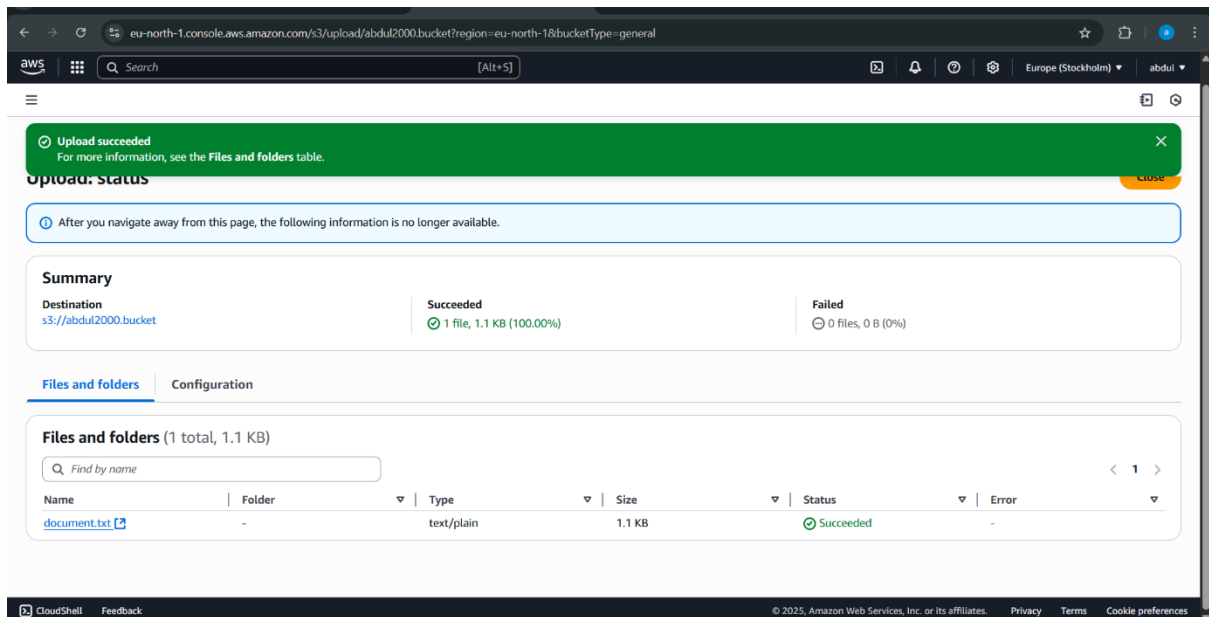 eu-north-1.console.aws.amazon.com/s3/upload/abdul2000.bucket?region=eu-north-1&bucketType=general
a
aws
Search
[Alt+S]
Europe (Stockholm)
abdul
Upload succeeded
For more information, see the Files and folders table.
Upload: status
Close
After you navigate away from this page, the following information is no longer available.
Summary
Destination Succeeded Failed
s3://abdul2000.bucket 1 file, 1.1 KB (100.00%) 0 files, 0 B (0%)
Files and folders Configuration
Files and folders (1 total, 1.1 KB)
Find by name
1
Name Folder Type Size Status Error
document.txt - text/plain 1.1 KB Succeeded -
CloudShell Feedback © 2025, Amazon Web Services, Inc. or its affiliates. Privacy Terms Cookie preferences